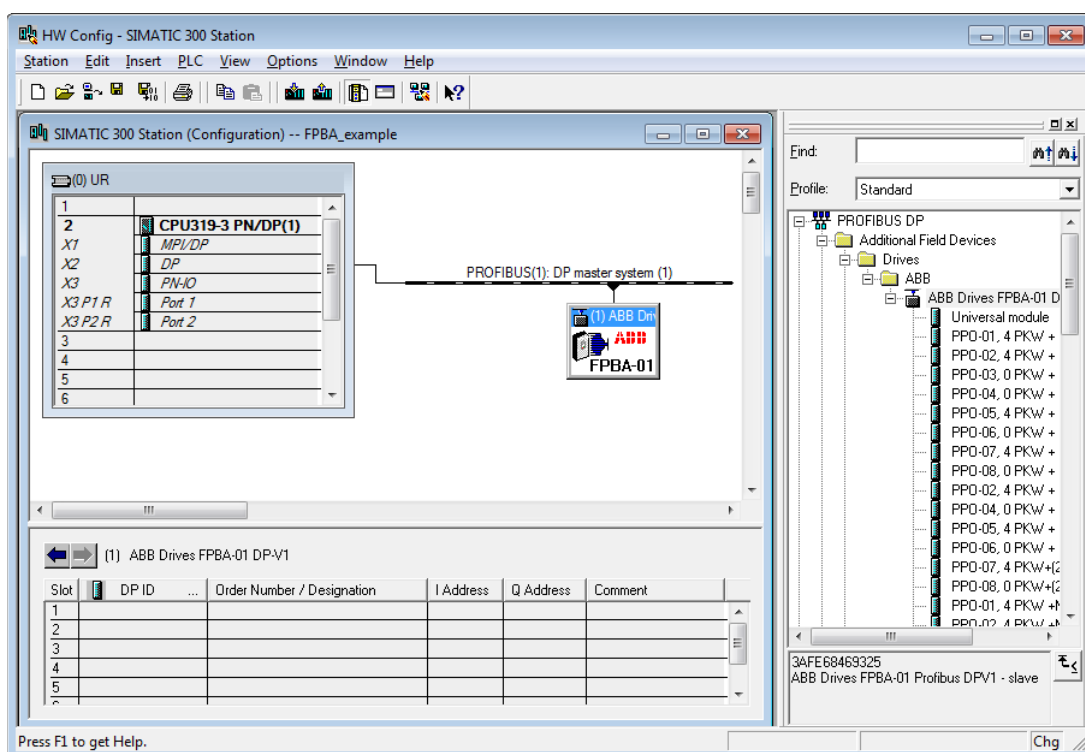 HW Config - SIMATIC 300 Station
Station Edit Insert PLC View Options Window Help
SIMATIC 300 Station (Configuration) -- FPBA_example
(0) UR
1
2 CPU319-3 PN/DP(1)
X1 MPI/DP
X2 DP
X3 PN-IO
X3 P1 R Port 1
X3 P2 R Port 2
3
4
5
6
PROFIBUS(1): DP master system (1)
(1) ABB Driv
ABB
FPBA-01
(1) ABB Drives FPBA-01 DP-V1
Slot DP ID ... Order Number / Designation I Address Q Address Comment
1
2
3
4
5
Find:
Profile: Standard
PROFIBUS DP
Additional Field Devices
Drives
ABB
ABB Drives FPBA-01 D
Universal module
PPO-01, 4 PKW +
PPO-02, 4 PKW +
PPO-03, 0 PKW +
PPO-04, 0 PKW +
PPO-05, 4 PKW +
PPO-06, 0 PKW +
PPO-07, 4 PKW +
PPO-08, 0 PKW +
PPO-02, 4 PKW +
PPO-04, 0 PKW +
PPO-05, 4 PKW +
PPO-06, 0 PKW +
PPO-07, 4 PKW+(2
PPO-08, 0 PKW+(2
PPO-01, 4 PKW+M
PPO-02, 4 PKW +M
3AFE68469325
ABB Drives FPBA-01 Profibus DPV1 - slave
Press F1 to get Help.
Chg